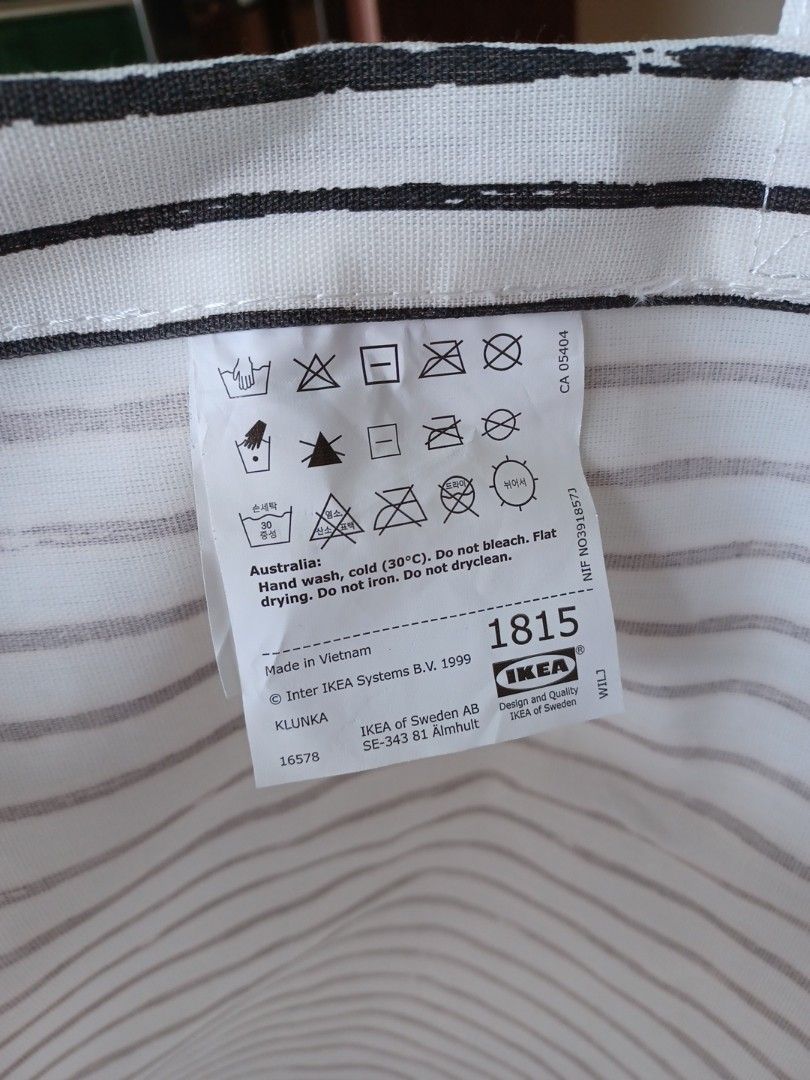 CA 05404
손세탁
30
중성
염소,
산소 표백
드라이
뉘어서
NIF NO391857J
Australia:
Hand wash, cold (30°C). Do not bleach. Flat
drying. Do not iron. Do not dryclean.
1815
Made in Vietnam
IKEA®
© Inter IKEA Systems B.V. 1999
Design and Quality
IKEA of Sweden
WILJ
KLUNKA
IKEA of Sweden AB
16578
SE-343 81 Älmhult